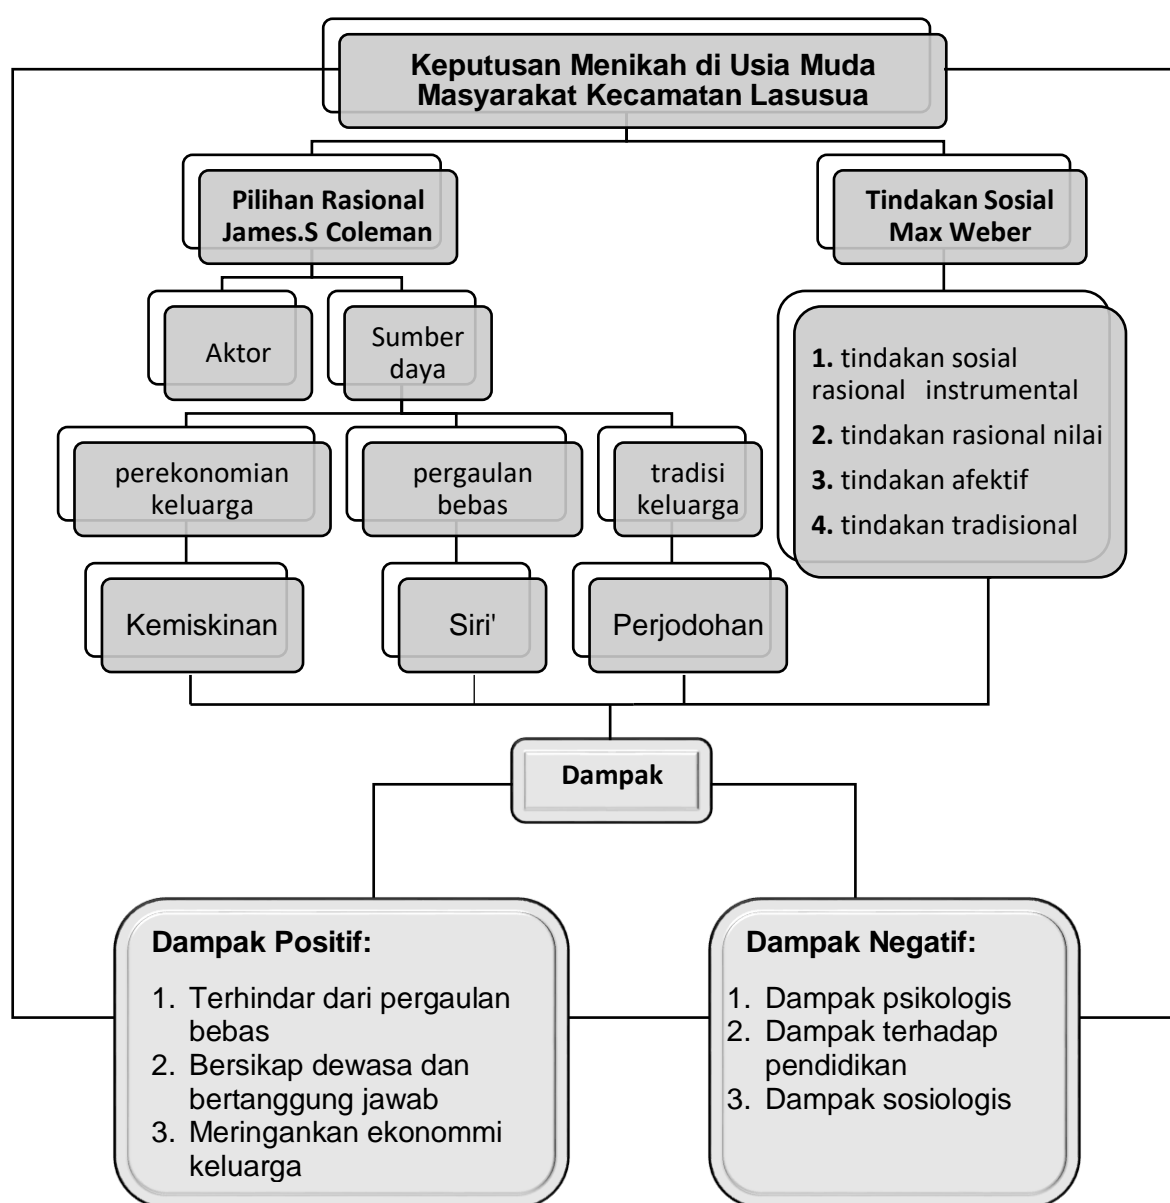 Keputusan Menikah di Usia Muda
Masyarakat Kecamatan Lasusua
Pilihan Rasional
James.S Coleman
Tindakan Sosial
Max Weber
Aktor
Sumber
daya
1. tindakan sosial
rasional instrumental
2. tindakan rasional nilai
3. tindakan afektif
4. tindakan tradisional
perekonomian
keluarga
pergaulan
bebas
tradisi
keluarga
Kemiskinan
Siri'
Perjodohan
Dampak
Dampak Positif:
1. Terhindar dari pergaulan
bebas
2. Bersikap dewasa dan
bertanggung jawab
3. Meringankan ekonommi
keluarga
Dampak Negatif:
1. Dampak psikologis
2. Dampak terhadap
pendidikan
3. Dampak sosiologis